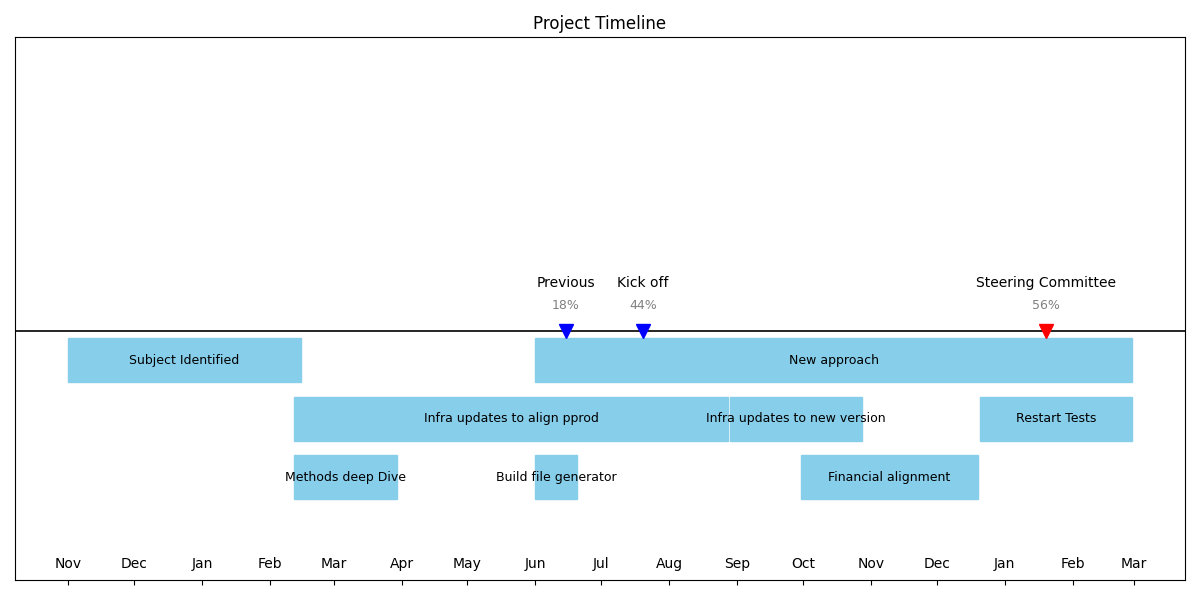 Project Timeline
Previous Kick off Steering Committee
18% 44% 56%
Subject Identified New approach
Infra updates to align pprod Infra updates to new version Restart Tests
Methods deep Dive Build file generator Financial alignment
Nov Dec Jan Feb Mar Apr May Jun Jul Aug Sep Oct Nov Dec Jan Feb Mar